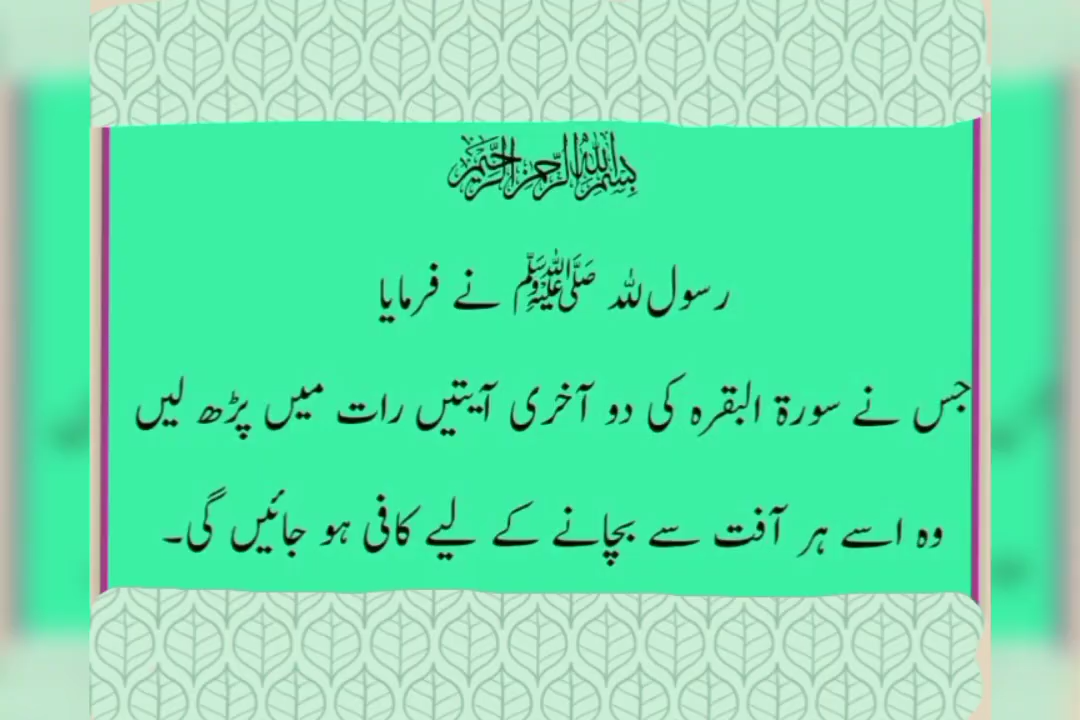 بسم اللہ الرحمن الرحیم
رسول للہ ﷺ نے فرمایا
جس نے سورۃ البقرہ کی دو آخری آیتیں رات میں پڑھ لیں
وہ اسے ہر آفت سے بچانے کے لیے کافی ہو جائیں گی۔